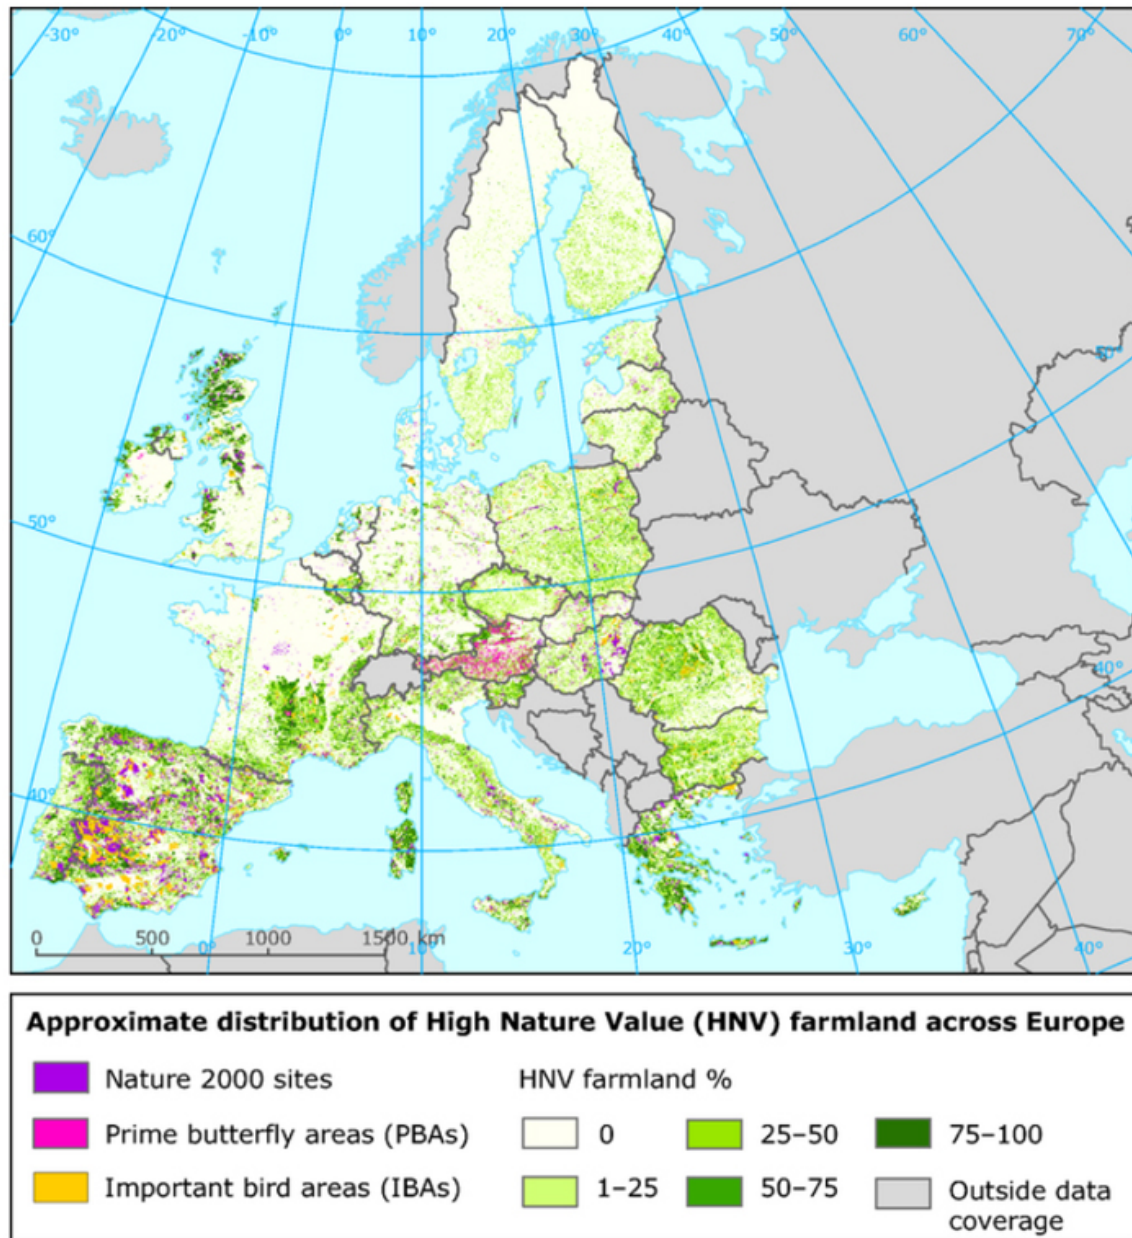 -30° -20° -10° 0° 10° 20° 30° 40° 50° 60° 70°
60°
50°
50°
40°
40°
0 500 1000 1500 km
0° 10° 20° 30° 40°
Approximate distribution of High Nature Value (HNV) farmland across Europe
Nature 2000 sites
HNV farmland %
Prime butterfly areas (PBAs)
0
25–50
75–100
Important bird areas (IBAs)
1–25
50–75
Outside data
coverage